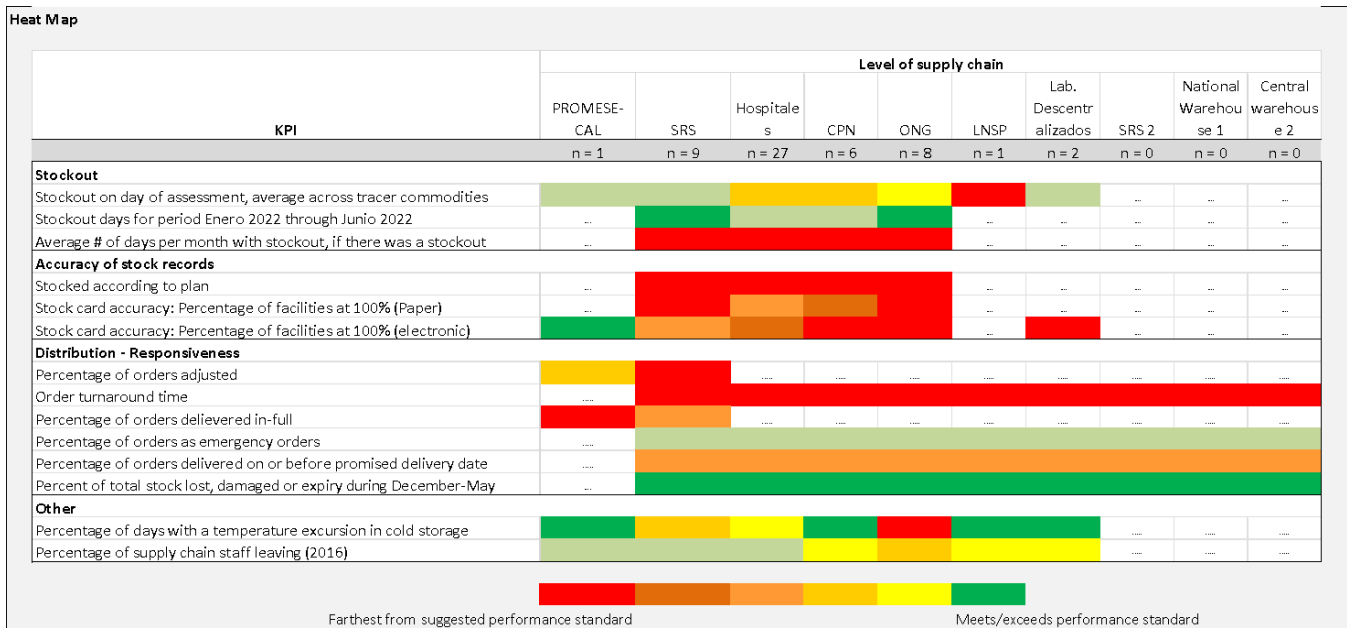 Heat Map
Level of supply chain
KPI PROMESE-CAL SRS Hospitales CPN ONG LNSP Lab. Descentralizados SRS 2 National Warehouse 1 Central warehouse 2
n = 1 n = 9 n = 27 n = 6 n = 8 n = 1 n = 2 n = 0 n = 0 n = 0
Stockout
Stockout on day of assessment, average across tracer commodities ... ... ...
Stockout days for period Enero 2022 through Junio 2022 ... ... ... ... ... ...
Average # of days per month with stockout, if there was a stockout ... ... ... ... ... ...
Accuracy of stock records
Stocked according to plan ... ... ... ... ... ...
Stock card accuracy: Percentage of facilities at 100% (Paper) ... ... ... ... ... ...
Stock card accuracy: Percentage of facilities at 100% (electronic) ... ... ... ...
Distribution - Responsiveness
Percentage of orders adjusted ..... ..... ..... ..... ..... ..... ..... .....
Order turnaround time .....
Percentage of orders delievered in-full ..... ..... ..... ..... ..... ..... ..... .....
Percentage of orders as emergency orders .....
Percentage of orders delivered on or before promised delivery date .....
Percent of total stock lost, damaged or expiry during December-May ...
Other
Percentage of days with a temperature excursion in cold storage ..... ..... .....
Percentage of supply chain staff leaving (2016) ..... ..... .....
Farthest from suggested performance standard Meets/exceeds performance standard